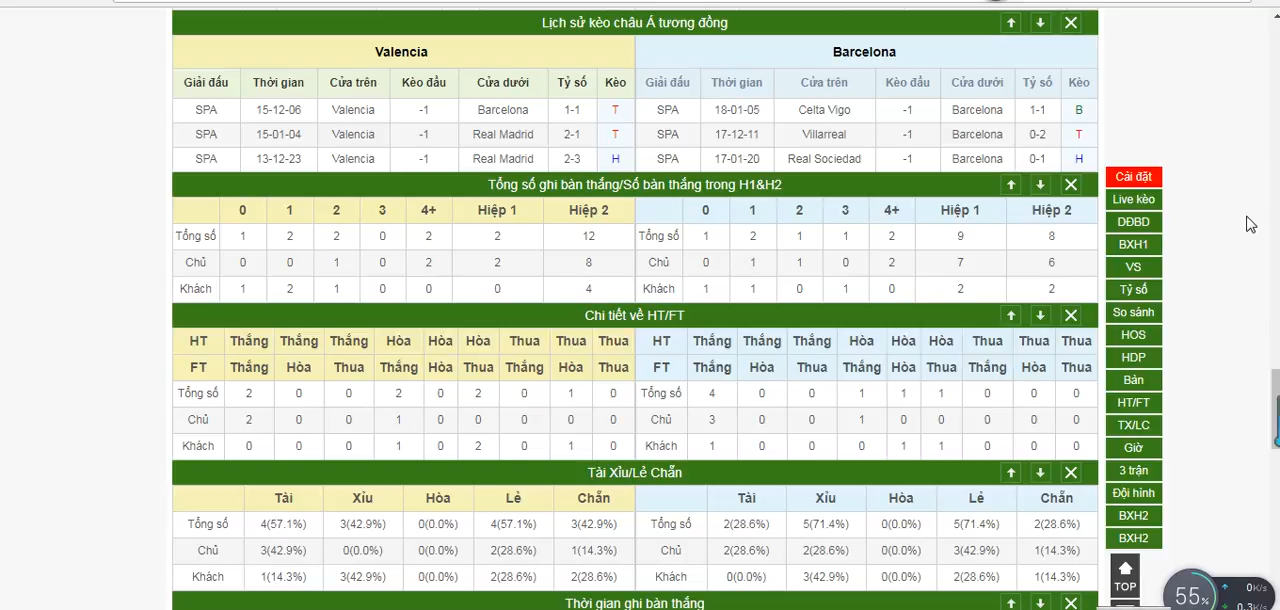 Lịch sử kèo châu Á tương đồng
Valencia Barcelona
Giải đấu Thời gian Cửa trên Kèo đầu Cửa dưới Tỷ số Kèo Giải đấu Thời gian Cửa trên Kèo đầu Cửa dưới Tỷ số Kèo
SPA 15-12-06 Valencia -1 Barcelona 1-1 T SPA 18-01-05 Celta Vigo -1 Barcelona 1-1 B
SPA 15-01-04 Valencia -1 Real Madrid 2-1 T SPA 17-12-11 Villarreal -1 Barcelona 0-2 T
SPA 13-12-23 Valencia -1 Real Madrid 2-3 H SPA 17-01-20 Real Sociedad -1 Barcelona 0-1 H
Tổng số ghi bàn thắng/Số bàn thắng trong H1&H2
0 1 2 3 4+ Hiệp 1 Hiệp 2 0 1 2 3 4+ Hiệp 1 Hiệp 2
Tổng số 1 2 2 0 2 2 12 Tổng số 1 2 1 1 2 9 8
Chủ 0 0 1 0 2 2 8 Chủ 0 1 1 0 2 7 6
Khách 1 2 1 0 0 0 4 Khách 1 1 0 1 0 2 2
Chi tiết về HT/FT
HT Thắng Thắng Thắng Hòa Hòa Hòa Thua Thua Thua HT Thắng Thắng Thắng Hòa Hòa Hòa Thua Thua Thua
FT Thắng Hòa Thua Thắng Hòa Thua Thắng Hòa Thua FT Thắng Hòa Thua Thắng Hòa Thua Thắng Hòa Thua
Tổng số 2 0 0 2 0 2 0 1 0 Tổng số 4 0 0 1 1 1 0 0 0
Chủ 2 0 0 1 0 0 0 0 0 Chủ 3 0 0 1 0 0 0 0 0
Khách 0 0 0 1 0 2 0 1 0 Khách 1 0 0 0 1 1 0 0 0
Tài Xỉu/Lẻ Chẵn
Tài Xỉu Hòa Lẻ Chẵn Tài Xỉu Hòa Lẻ Chẵn
Tổng số 4(57.1%) 3(42.9%) 0(0.0%) 4(57.1%) 3(42.9%) Tổng số 2(28.6%) 5(71.4%) 0(0.0%) 5(71.4%) 2(28.6%)
Chủ 3(42.9%) 0(0.0%) 0(0.0%) 2(28.6%) 1(14.3%) Chủ 2(28.6%) 2(28.6%) 0(0.0%) 3(42.9%) 1(14.3%)
Khách 1(14.3%) 3(42.9%) 0(0.0%) 2(28.6%) 2(28.6%) Khách 0(0.0%) 3(42.9%) 0(0.0%) 2(28.6%) 1(14.3%)
Thời gian ghi bàn thắng
Cải đặt
Live kèo
DĐBD
BXH1
VS
Tỷ số
So sánh
HOS
HDP
Bàn
HT/FT
TX/LC
Giờ
3 trận
Đội hình
BXH2
BXH2
TOP
55%
0K/s
0.3K/s